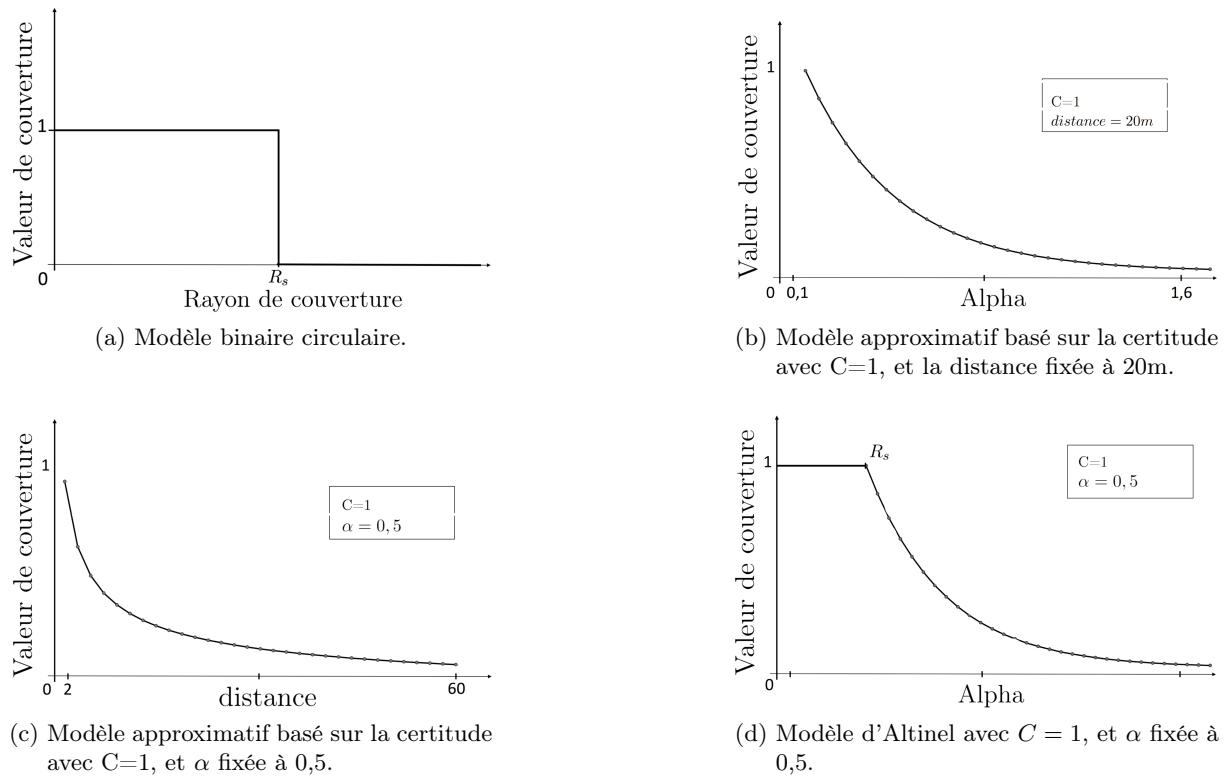 Valeur de couverture
1
0
R_s
Rayon de couverture
(a) Modèle binaire circulaire.
Valeur de couverture
1
C=1
distance = 20m
0
0,1
Alpha
1,6
(b) Modèle approximatif basé sur la certitude
avec C=1, et la distance fixée à 20m.
Valeur de couverture
1
C=1
α = 0, 5
0
2
distance
60
(c) Modèle approximatif basé sur la certitude
avec C=1, et α fixée à 0,5.
Valeur de couverture
1
R_s
C=1
α = 0, 5
0
Alpha
(d) Modèle d'Altinel avec C = 1, et α fixée à
0,5.